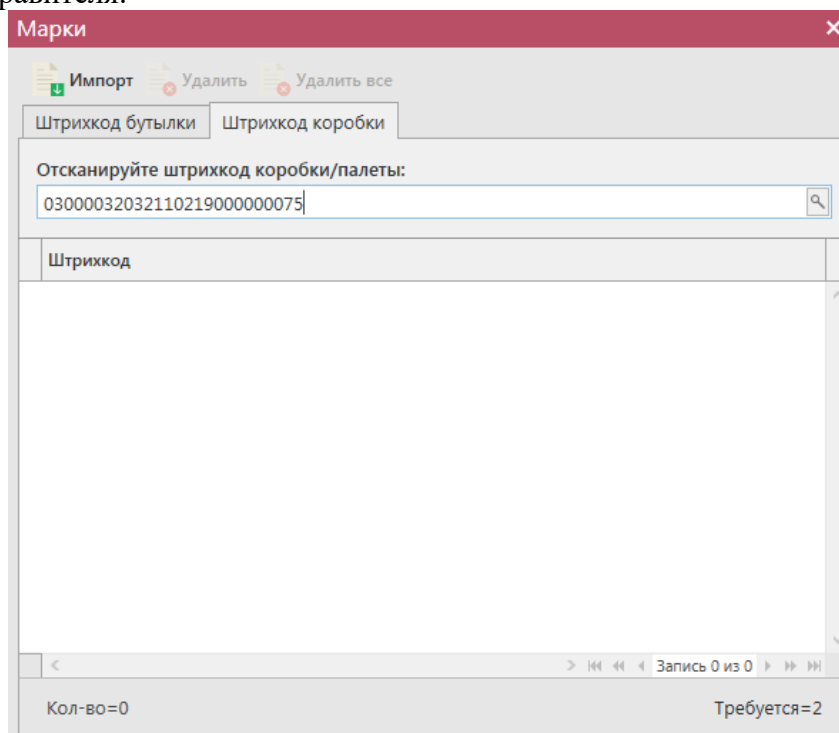 Марки
Импорт Удалить Удалить все
Штрихкод бутылки Штрихкод коробки
Отсканируйте штрихкод коробки/палеты:
03000032032110219000000075
Штрихкод
Запись 0 из 0
Кол-во=0 Требуется=2